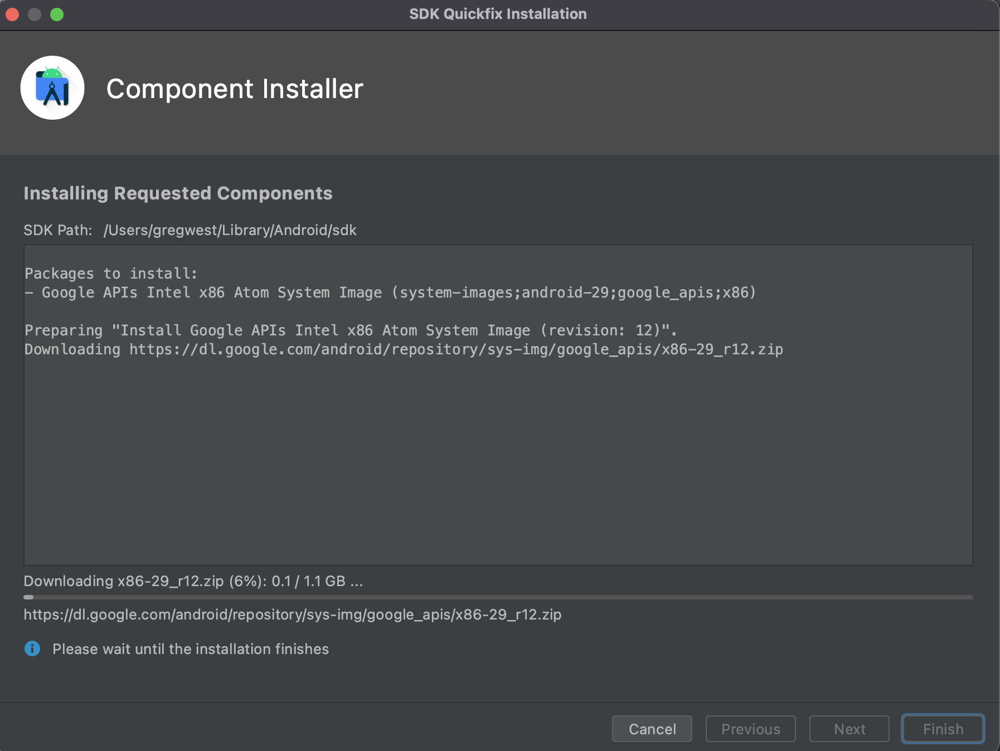 SDK Quickfix Installation
Component Installer
Installing Requested Components
SDK Path: /Users/gregwest/Library/Android/sdk
Packages to install:
- Google APIs Intel x86 Atom System Image (system-images;android-29;google_apis;x86)
Preparing "Install Google APIs Intel x86 Atom System Image (revision: 12)".
Downloading https://dl.google.com/android/repository/sys-img/google_apis/x86-29_r12.zip
Downloading x86-29_r12.zip (6%): 0.1 / 1.1 GB ...
https://dl.google.com/android/repository/sys-img/google_apis/x86-29_r12.zip
Please wait until the installation finishes
Cancel Previous Next Finish